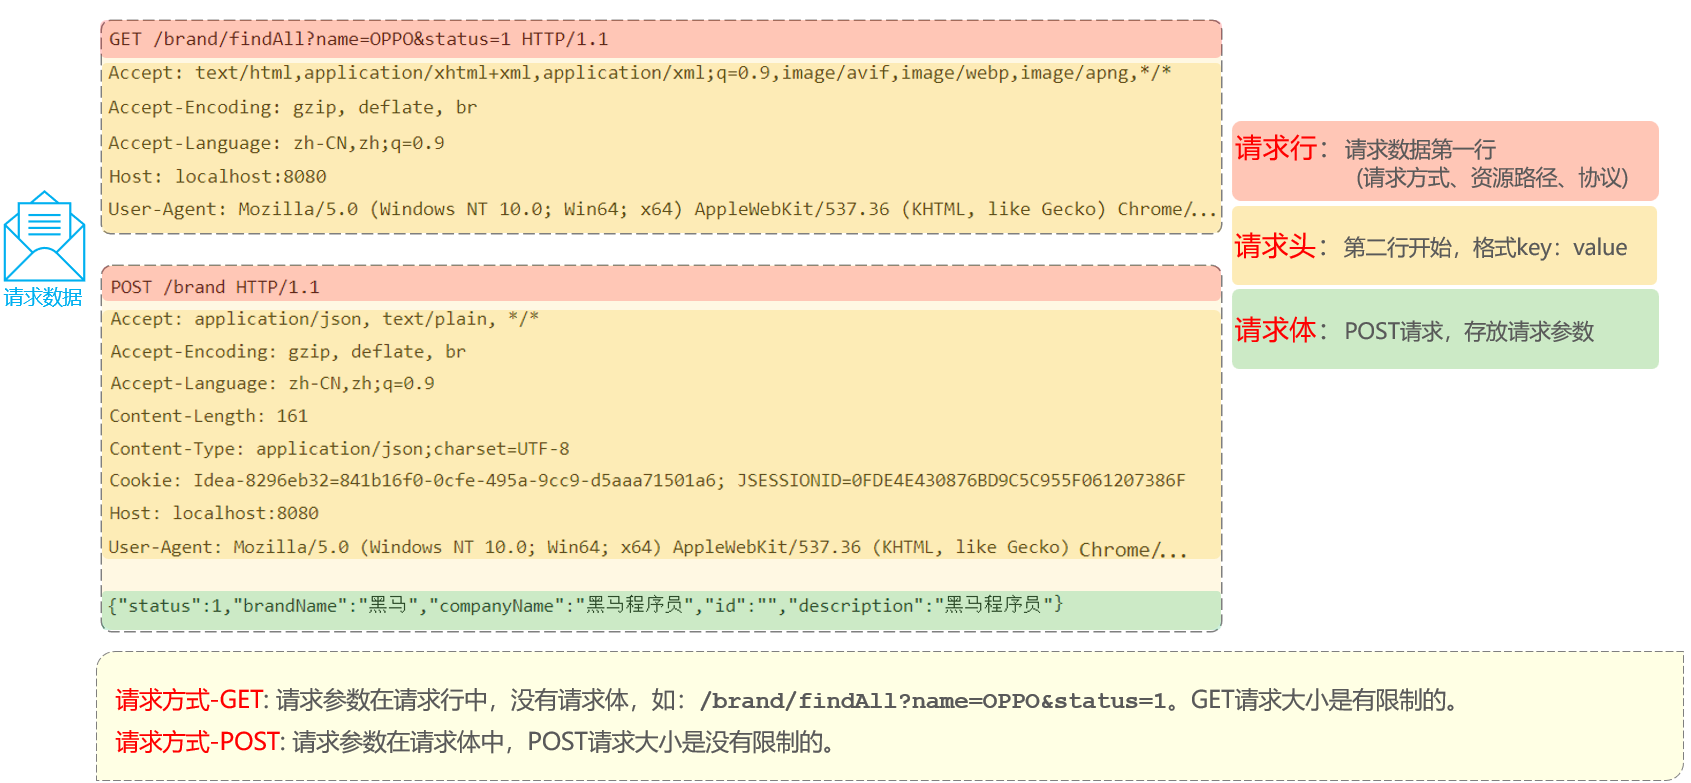 GET /brand/findAll?name=OPPO&status=1 HTTP/1.1
Accept: text/html,application/xhtml+xml,application/xml;q=0.9,image/avif,image/webp,image/apng,*/*
Accept-Encoding: gzip, deflate, br
Accept-Language: zh-CN,zh;q=0.9
Host: localhost:8080
User-Agent: Mozilla/5.0 (Windows NT 10.0; Win64; x64) AppleWebKit/537.36 (KHTML, like Gecko) Chrome/...
请求数据
POST /brand HTTP/1.1
Accept: application/json, text/plain, */*
Accept-Encoding: gzip, deflate, br
Accept-Language: zh-CN,zh;q=0.9
Content-Length: 161
Content-Type: application/json;charset=UTF-8
Cookie: Idea-8296eb32=841b16f0-0cfe-495a-9cc9-d5aaa71501a6; JSESSIONID=0FDE4E430876BD9C5C955F061207386F
Host: localhost:8080
User-Agent: Mozilla/5.0 (Windows NT 10.0; Win64; x64) AppleWebKit/537.36 (KHTML, like Gecko) Chrome/...
{"status":1,"brandName":"黑马","companyName":"黑马程序员","id":"","description":"黑马程序员"}
请求行：请求数据第一行
(请求方式、资源路径、协议)
请求头：第二行开始，格式key：value
请求体：POST请求，存放请求参数
请求方式-GET: 请求参数在请求行中，没有请求体，如：/brand/findAll?name=OPPO&status=1。GET请求大小是有限制的。
请求方式-POST: 请求参数在请求体中，POST请求大小是没有限制的。